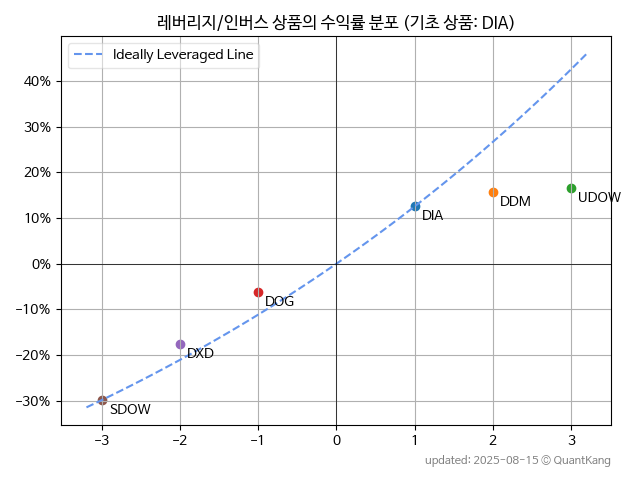 레버리지/인버스 상품의 수익률 분포 (기초 상품: DIA)
Ideally Leveraged Line
40%
30%
20%
10%
0%
-10%
-20%
-30%
DIA
DDM
UDOW
DOG
DXD
SDOW
-3 -2 -1 0 1 2 3
updated: 2025-08-15 © QuantKang